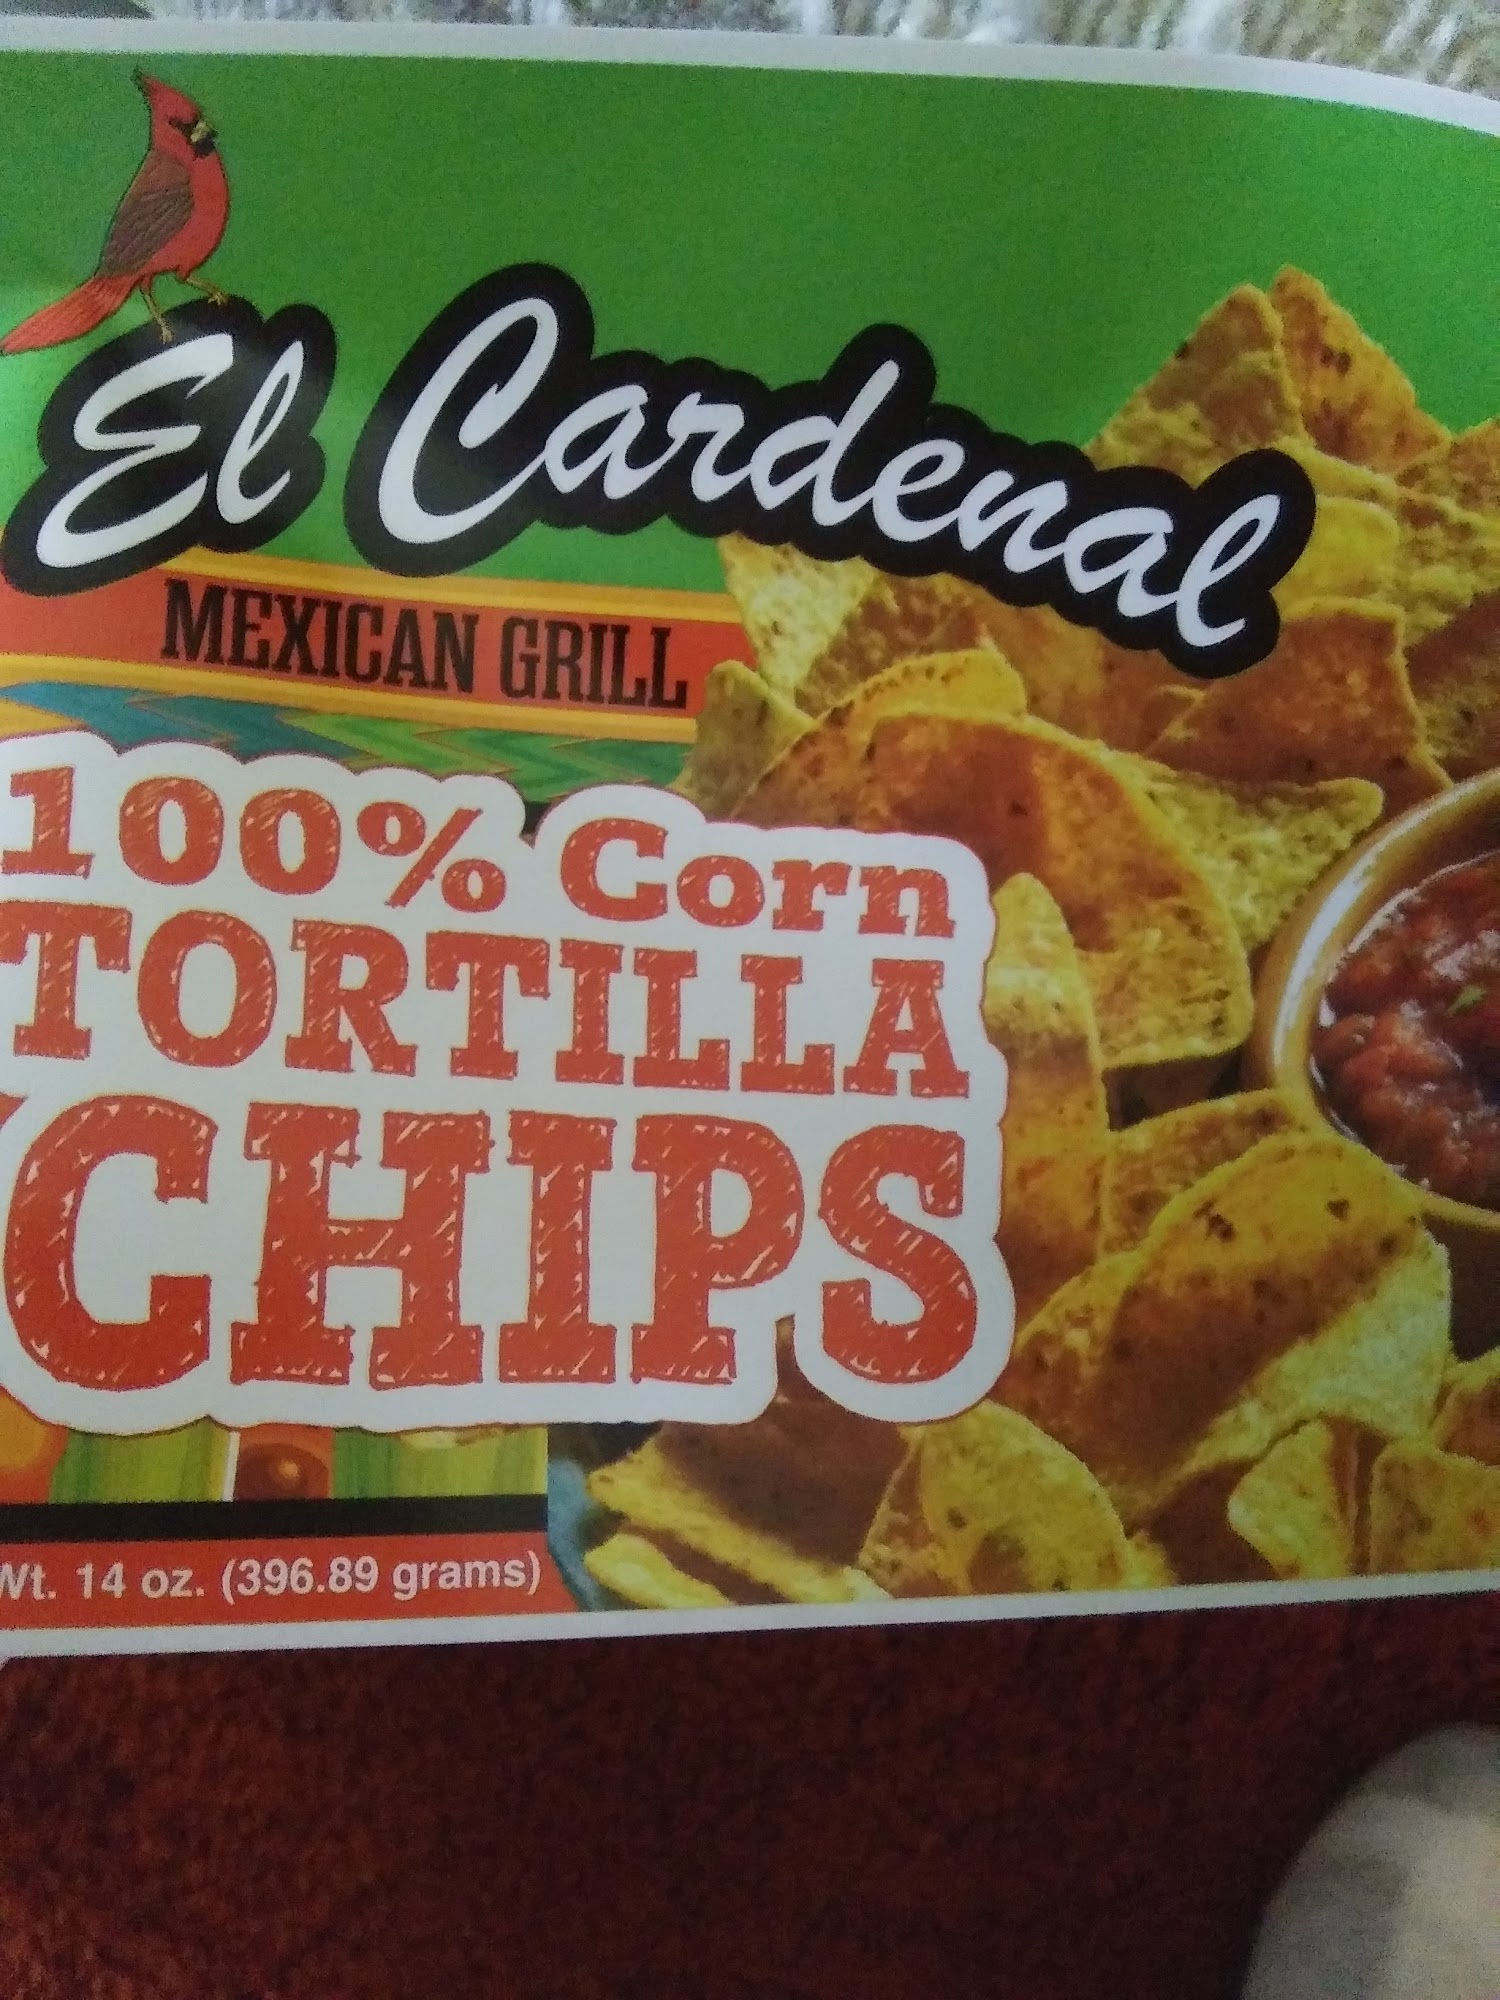 El Cardenal
MEXICAN GRILL
100% Corn
TORTILLA
CHIPS
Wt. 14 oz. (396.89 grams)